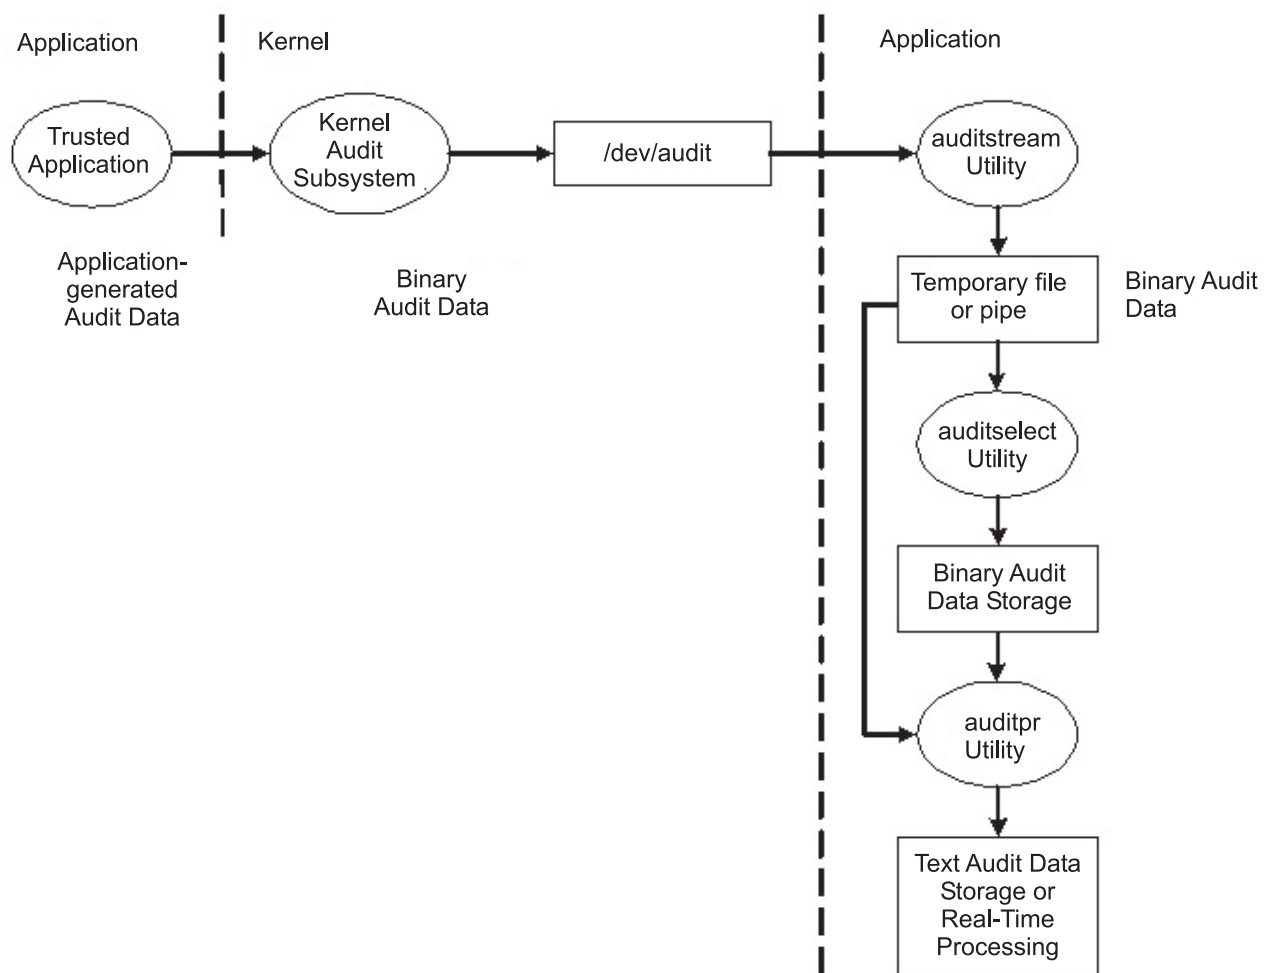 Application
Kernel
Application
Trusted
Application
Kernel
Audit
Subsystem
/dev/audit
auditstream
Utility
Application-
generated
Audit Data
Binary
Audit Data
Temporary file
or pipe
Binary Audit
Data
auditselect
Utility
Binary Audit
Data Storage
auditpr
Utility
Text Audit Data
Storage or
Real-Time
Processing